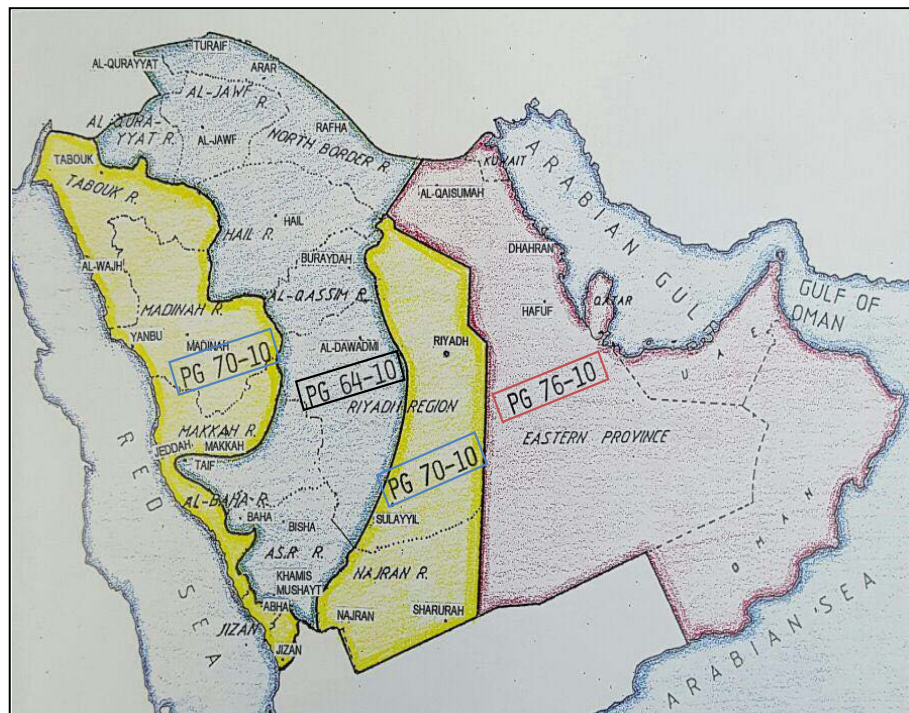 TURAIF
AL-QURAYYAT
ARAR
AL-JAWF R.
AL-QURA-
YYAT R.
AL-JAWF
RAFHA
NORTH BORDER R.
TABOUK
TABOUK R.
KUWAIT
AL-QAISUMAH
ARABIAN GULF
HAIL
HAIL R.
BURAYDAH
DHAHRAN
AL-WAJH
AL-QASSIM R.
HAFUF
QATAR
GULF OF
OMAN
MADINAH R.
YANBU
MADINAH
AL-DAWADMI
RIYADH
U A E
PG 70-10
PG 64-10
PG 76-10
RIYADH REGION
MAKKAH R.
JEDDAH
MAKKAH
EASTERN PROVINCE
TAIF
PG 70-10
AL-BAHA R.
BAHA
BISHA
SULAYYIL
OMAN
RED SEA
ASR R.
KHAMIS
MUSHAYT
NAJRAN R.
ABHA
NAJRAN
SHARURAH
JIZAN
JIZAN
ARABIAN SEA